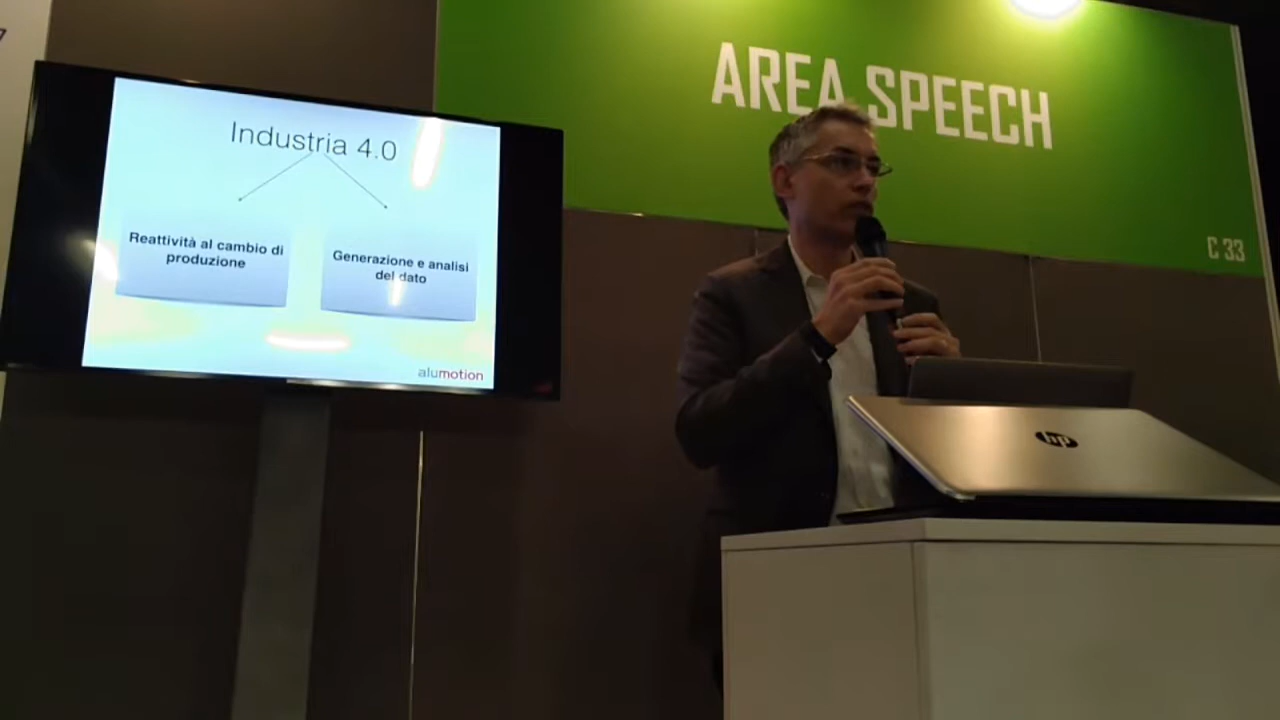 AREA SPEECH
C 33
Industria 4.0
Reattività al cambio di
produzione
Generazione e analisi
del dato
alumotion
hp